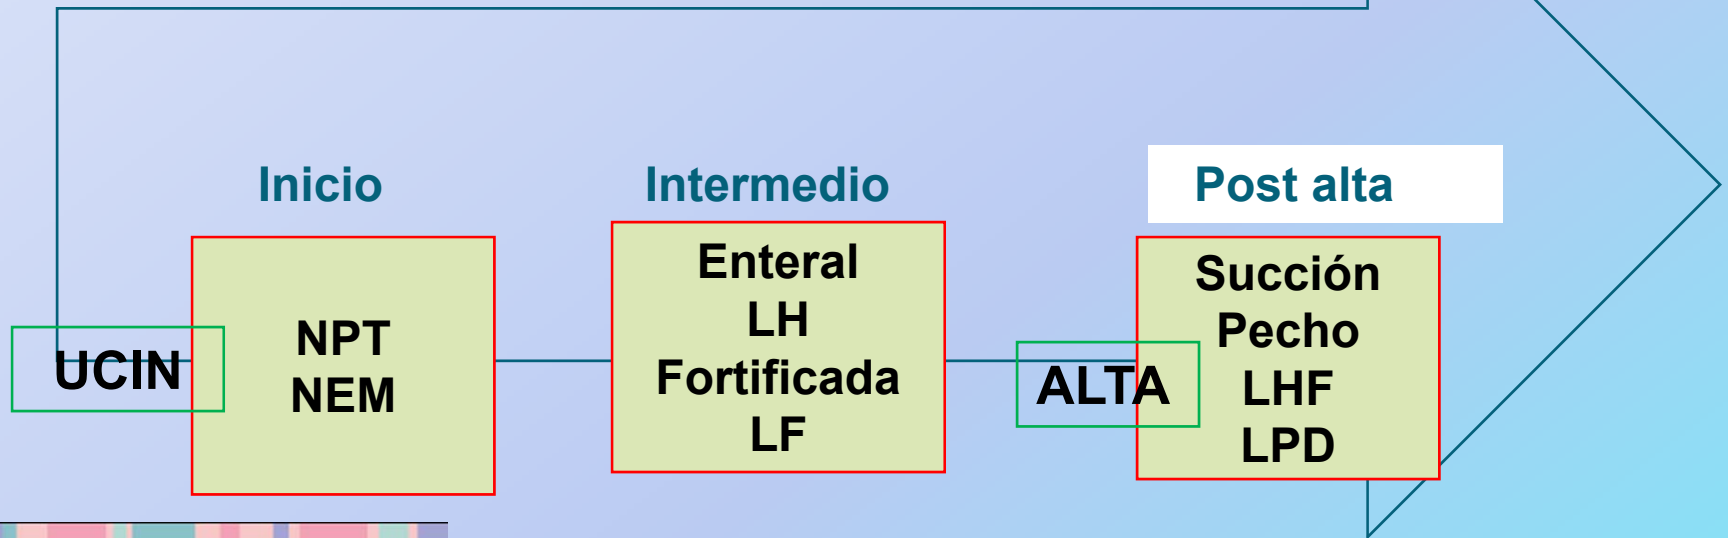 Inicio
Intermedio
Post alta
UCIN
NPT
NEM
Enteral
LH
Fortificada
LF
ALTA
Succión
Pecho
LHF
LPD